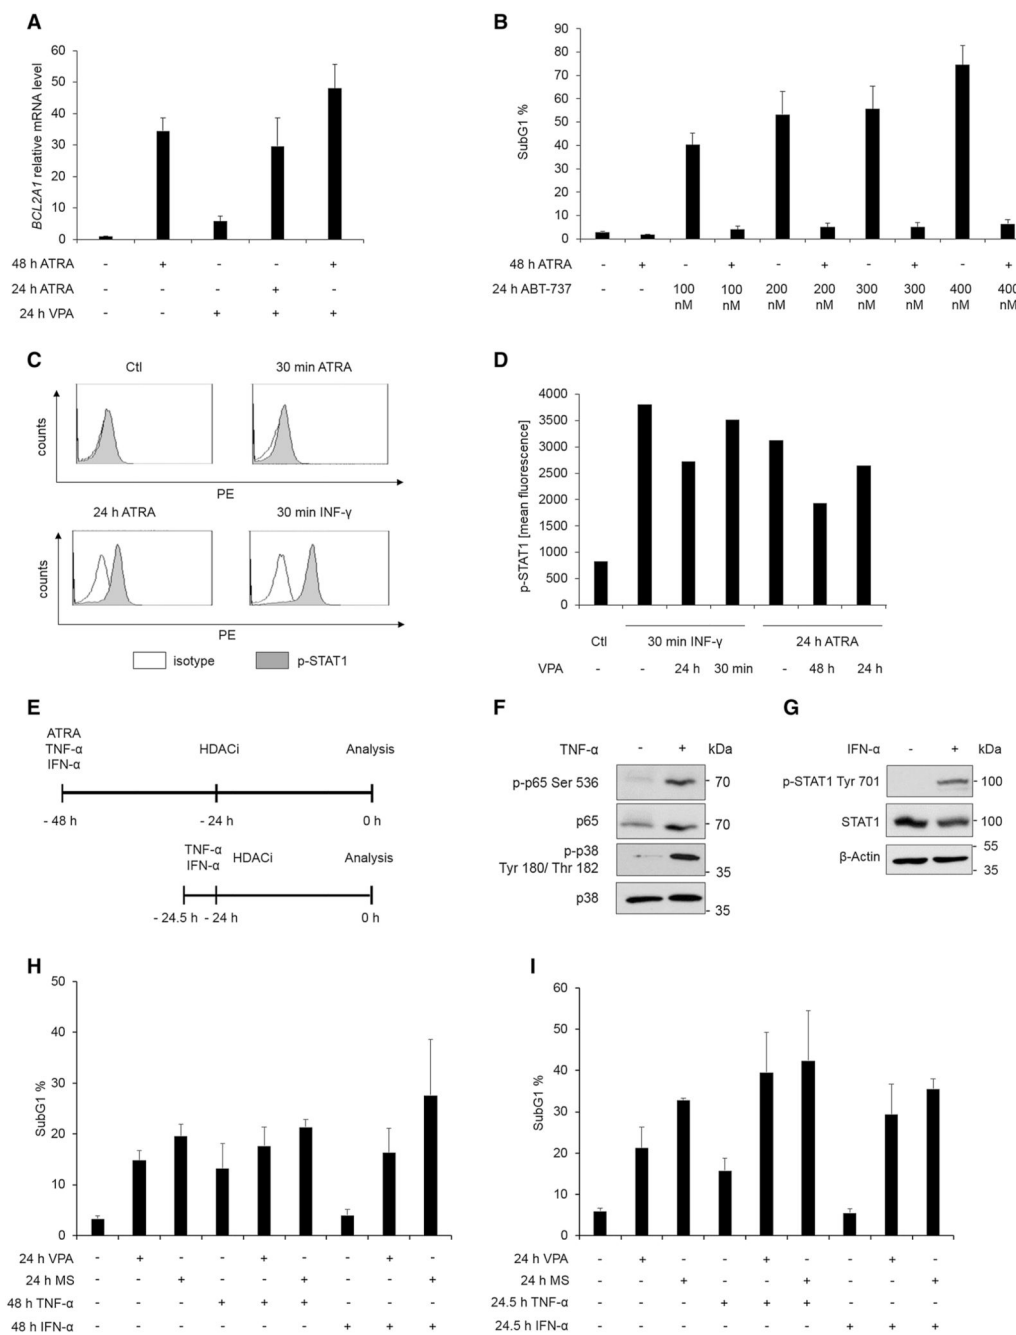 A
BCL2A1 relative mRNA level
60
50
40
30
20
10
0
48 h ATRA - + - - +
24 h ATRA - - - + -
24 h VPA - - + + +
B
SubG1 %
90
80
70
60
50
40
30
20
10
0
48 h ATRA - + - + - + - + - +
24 h ABT-737 - - 100 nM 100 nM 200 nM 200 nM 300 nM 300 nM 400 nM 400 nM
C
Ctl 30 min ATRA
counts
PE
24 h ATRA 30 min INF-γ
counts
PE
isotype p-STAT1
D
p-STAT1 [mean fluorescence]
4000
3500
3000
2500
2000
1500
1000
500
0
Ctl 30 min INF-γ 24 h ATRA
VPA - - 24 h 30 min - 48 h 24 h
E
ATRA
TNF-α
IFN-α
HDACi Analysis
- 48 h - 24 h 0 h
TNF-α
IFN-α
HDACi Analysis
- 24.5 h - 24 h 0 h
F
TNF-α - + kDa
p-p65 Ser 536 - 70
p65 - 70
p-p38
Tyr 180/ Thr 182 - 35
p38 - 35
G
IFN-α - + kDa
p-STAT1 Tyr 701 - 100
STAT1 - 100
β-Actin - 55
- 35
H
SubG1 %
50
40
30
20
10
0
24 h VPA - + - - + - - + -
24 h MS - - + - - + - - +
48 h TNF-α - - - + + + - - -
48 h IFN-α - - - - - - + + +
I
SubG1 %
60
50
40
30
20
10
0
24 h VPA - + - - + - - + -
24 h MS - - + - - + - - +
24.5 h TNF-α - - - + + + - - -
24.5 h IFN-α - - - - - - + + +